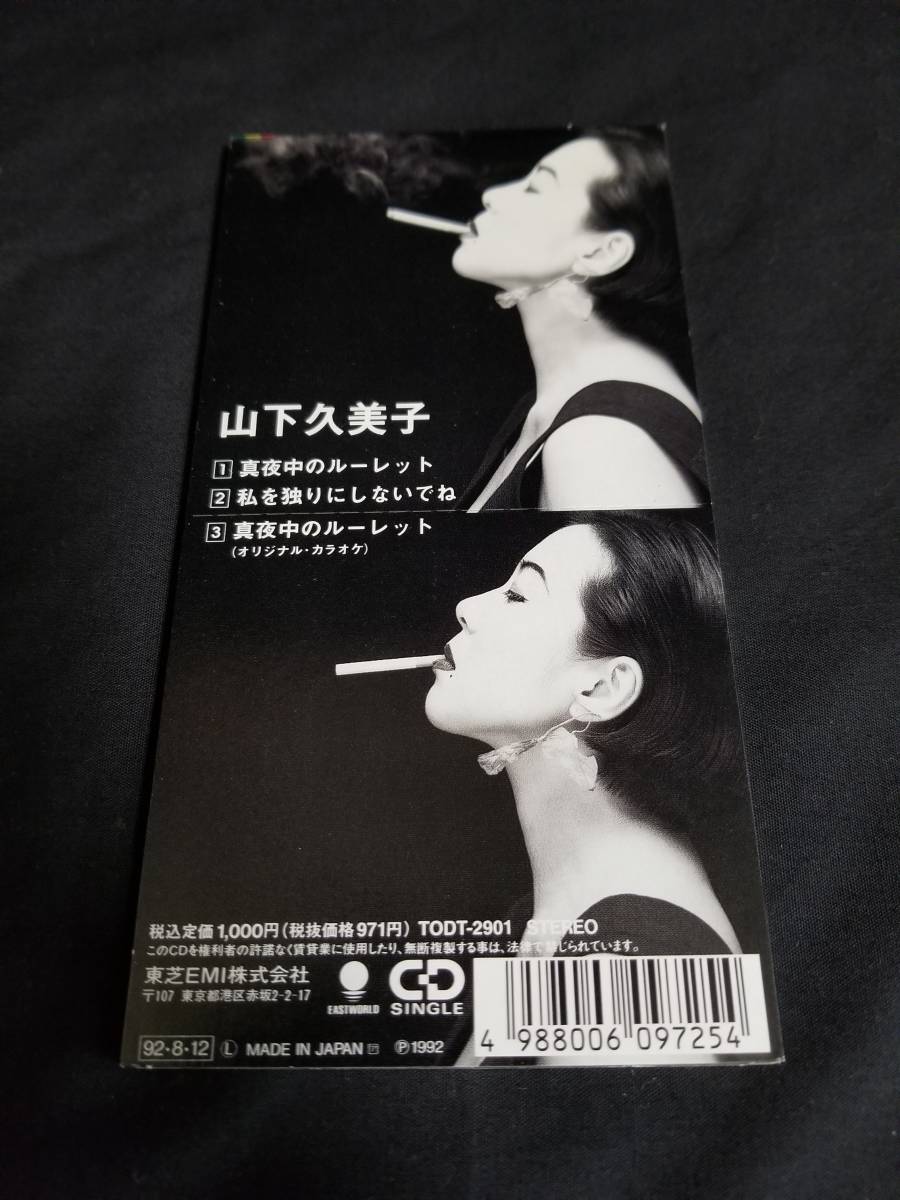 山下久美子
1 真夜中のルーレット
2 私を独りにしないでね
3 真夜中のルーレット
(オリジナル・カラオケ)
税込定価1,000円(税抜価格971円) TODT-2901 STEREO
このCDを権利者の許諾なく賃貸業に使用したり、無断複製する事は、法律で禁じられています。
東芝EMI株式会社
〒107 東京都港区赤坂2-2-17
EASTWORLD
CD
SINGLE
4 988006 097254
92・8・12 Ⓛ MADE IN JAPAN Ⓟ1992